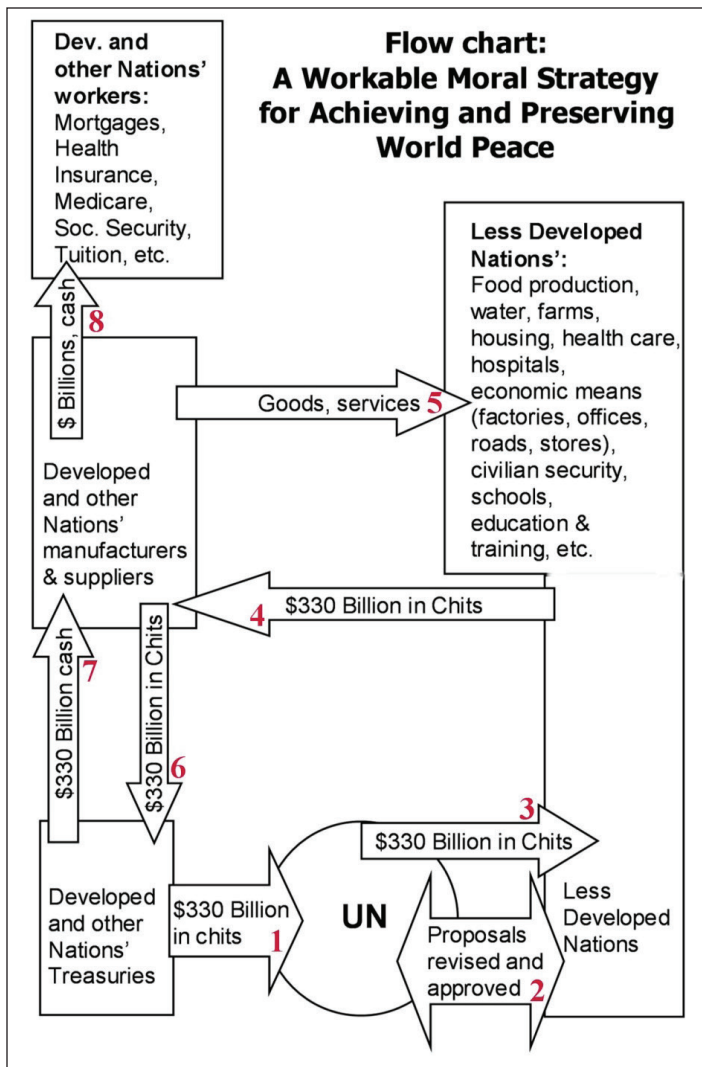 Flow chart:
A Workable Moral Strategy
for Achieving and Preserving
World Peace
Dev. and
other Nations'
workers:
Mortgages,
Health
Insurance,
Medicare,
Soc. Security,
Tuition, etc.
$ Billions, cash
8
Less Developed
Nations':
Food production,
water, farms,
housing, health care,
hospitals,
economic means
(factories, offices,
roads, stores),
civilian security,
schools,
education &
training, etc.
Goods, services 5
Developed
and other
Nations'
manufacturers
& suppliers
4 $330 Billion in Chits
$330 Billion cash
7
$330 Billion in Chits
6
3
$330 Billion in Chits
Developed
and other
Nations'
Treasuries
$330 Billion
in chits 1
UN
Proposals
revised and
approved 2
Less
Developed
Nations